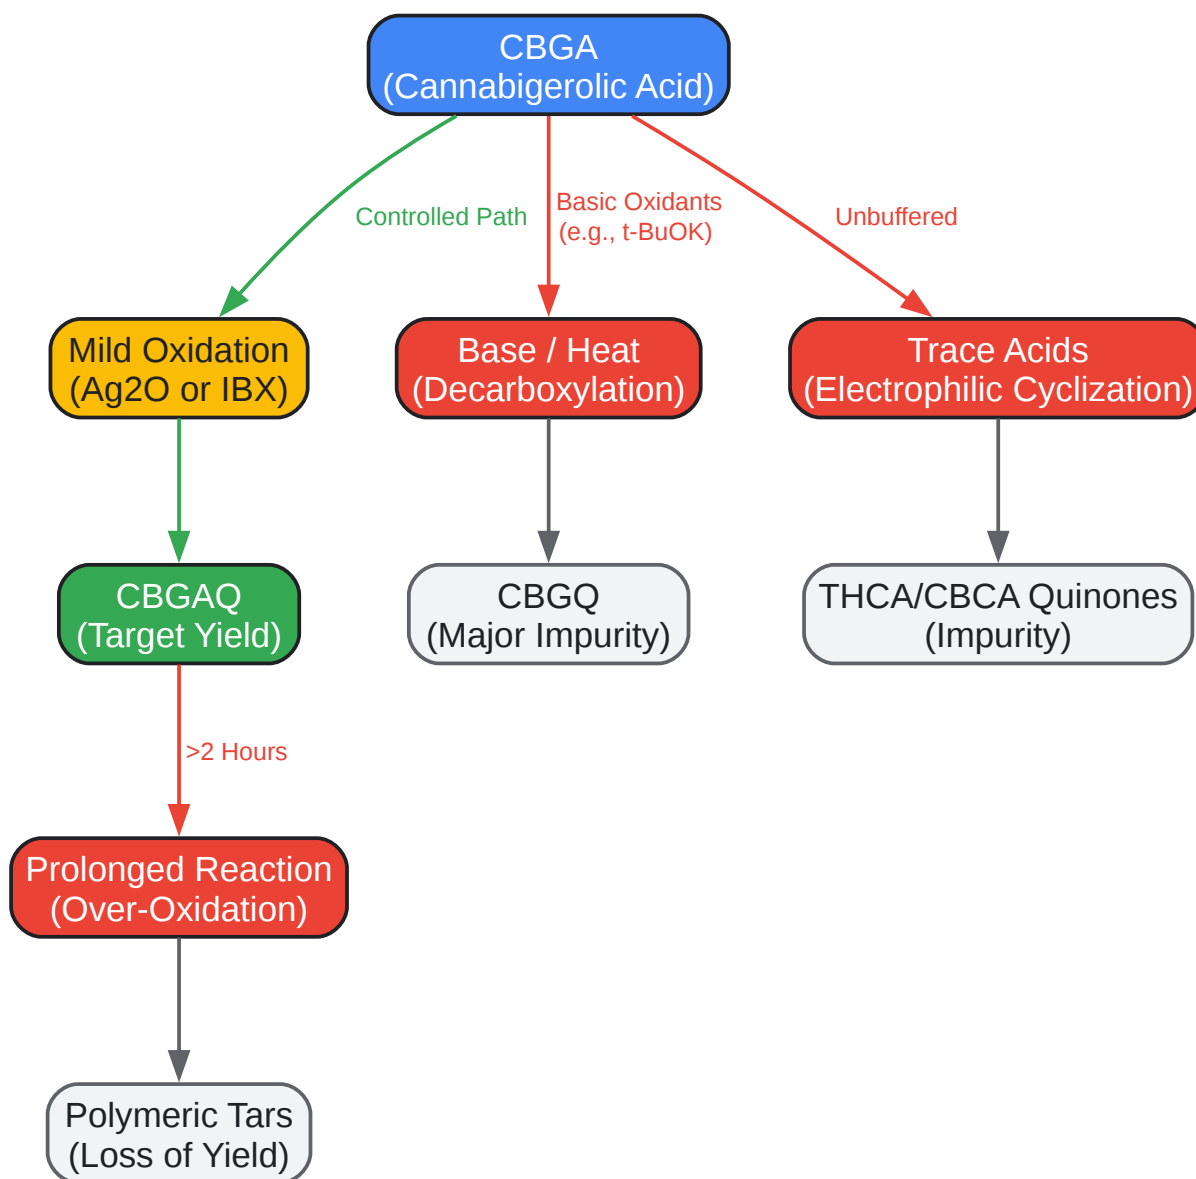 CBGA
(Cannabigerolic Acid)
Controlled Path
Basic Oxidants
(e.g., t-BuOK)
Unbuffered
Mild Oxidation
(Ag2O or IBX)
Base / Heat
(Decarboxylation)
Trace Acids
(Electrophilic Cyclization)
CBGAQ
(Target Yield)
CBGQ
(Major Impurity)
THCA/CBCA Quinones
(Impurity)
>2 Hours
Prolonged Reaction
(Over-Oxidation)
Polymeric Tars
(Loss of Yield)